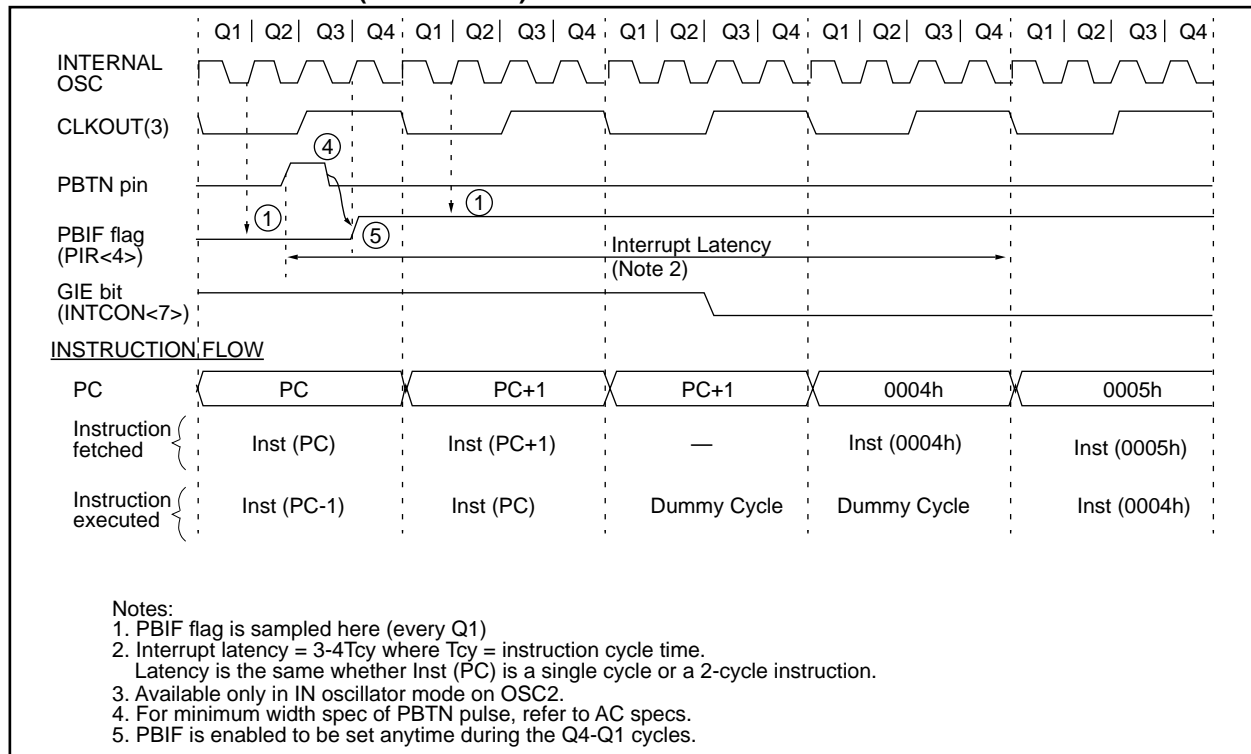 Q1 | Q2 | Q3 | Q4 Q1 | Q2 | Q3 | Q4 Q1 | Q2 | Q3 | Q4 Q1 | Q2 | Q3 | Q4 Q1 | Q2 | Q3 | Q4
INTERNAL
OSC
CLKOUT(3)
4
PBTN pin
1
1
5
PBIF flag
(PIR<4>)
Interrupt Latency
(Note 2)
GIE bit
(INTCON<7>)
INSTRUCTION FLOW
PC PC PC+1 PC+1 0004h 0005h
Instruction
fetched
Inst (PC) Inst (PC+1) — Inst (0004h) Inst (0005h)
Instruction
executed
Inst (PC-1) Inst (PC) Dummy Cycle Dummy Cycle Inst (0004h)
Notes:
1. PBIF flag is sampled here (every Q1)
2. Interrupt latency = 3-4Tcy where Tcy = instruction cycle time.
Latency is the same whether Inst (PC) is a single cycle or a 2-cycle instruction.
3. Available only in IN oscillator mode on OSC2.
4. For minimum width spec of PBTN pulse, refer to AC specs.
5. PBIF is enabled to be set anytime during the Q4-Q1 cycles.